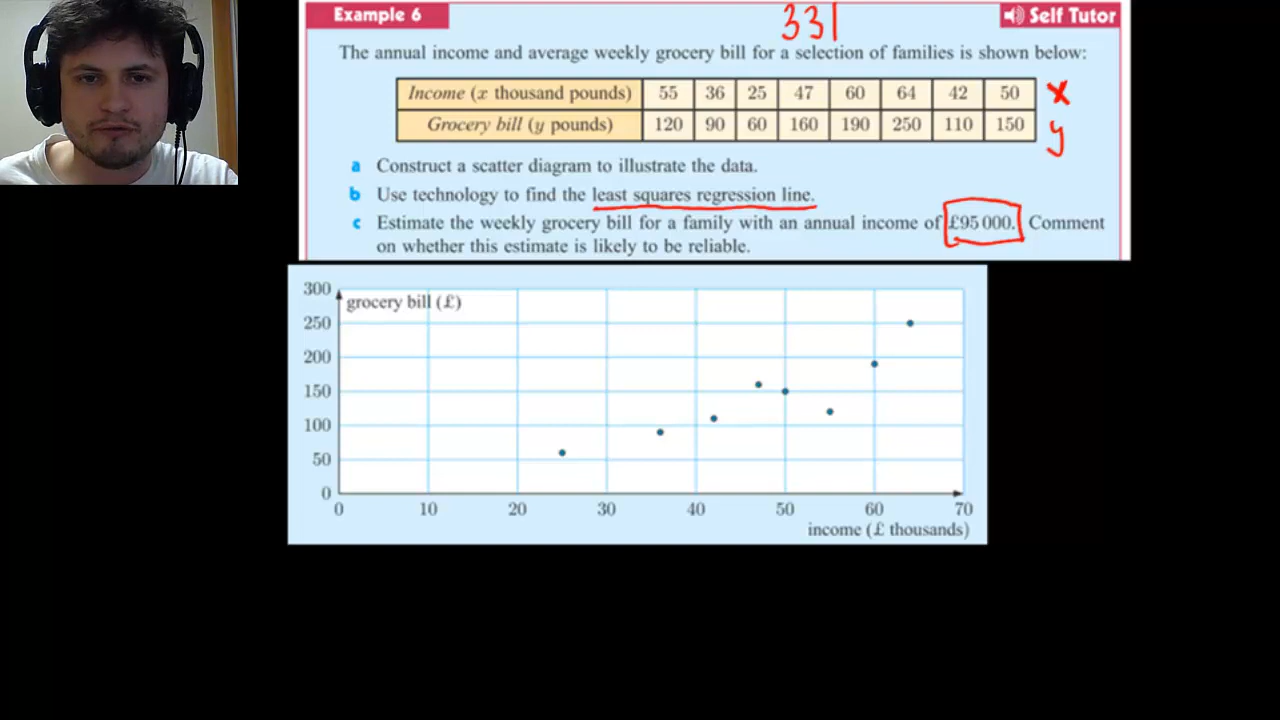 Example 6
331
Self Tutor
The annual income and average weekly grocery bill for a selection of families is shown below:
Income (x thousand pounds) 55 36 25 47 60 64 42 50 x
Grocery bill (y pounds) 120 90 60 160 190 250 110 150 y
a Construct a scatter diagram to illustrate the data.
b Use technology to find the least squares regression line.
c Estimate the weekly grocery bill for a family with an annual income of £95 000. Comment
on whether this estimate is likely to be reliable.
300
grocery bill (£)
250
200
150
100
50
0
0 10 20 30 40 50 60 70
income (£ thousands)